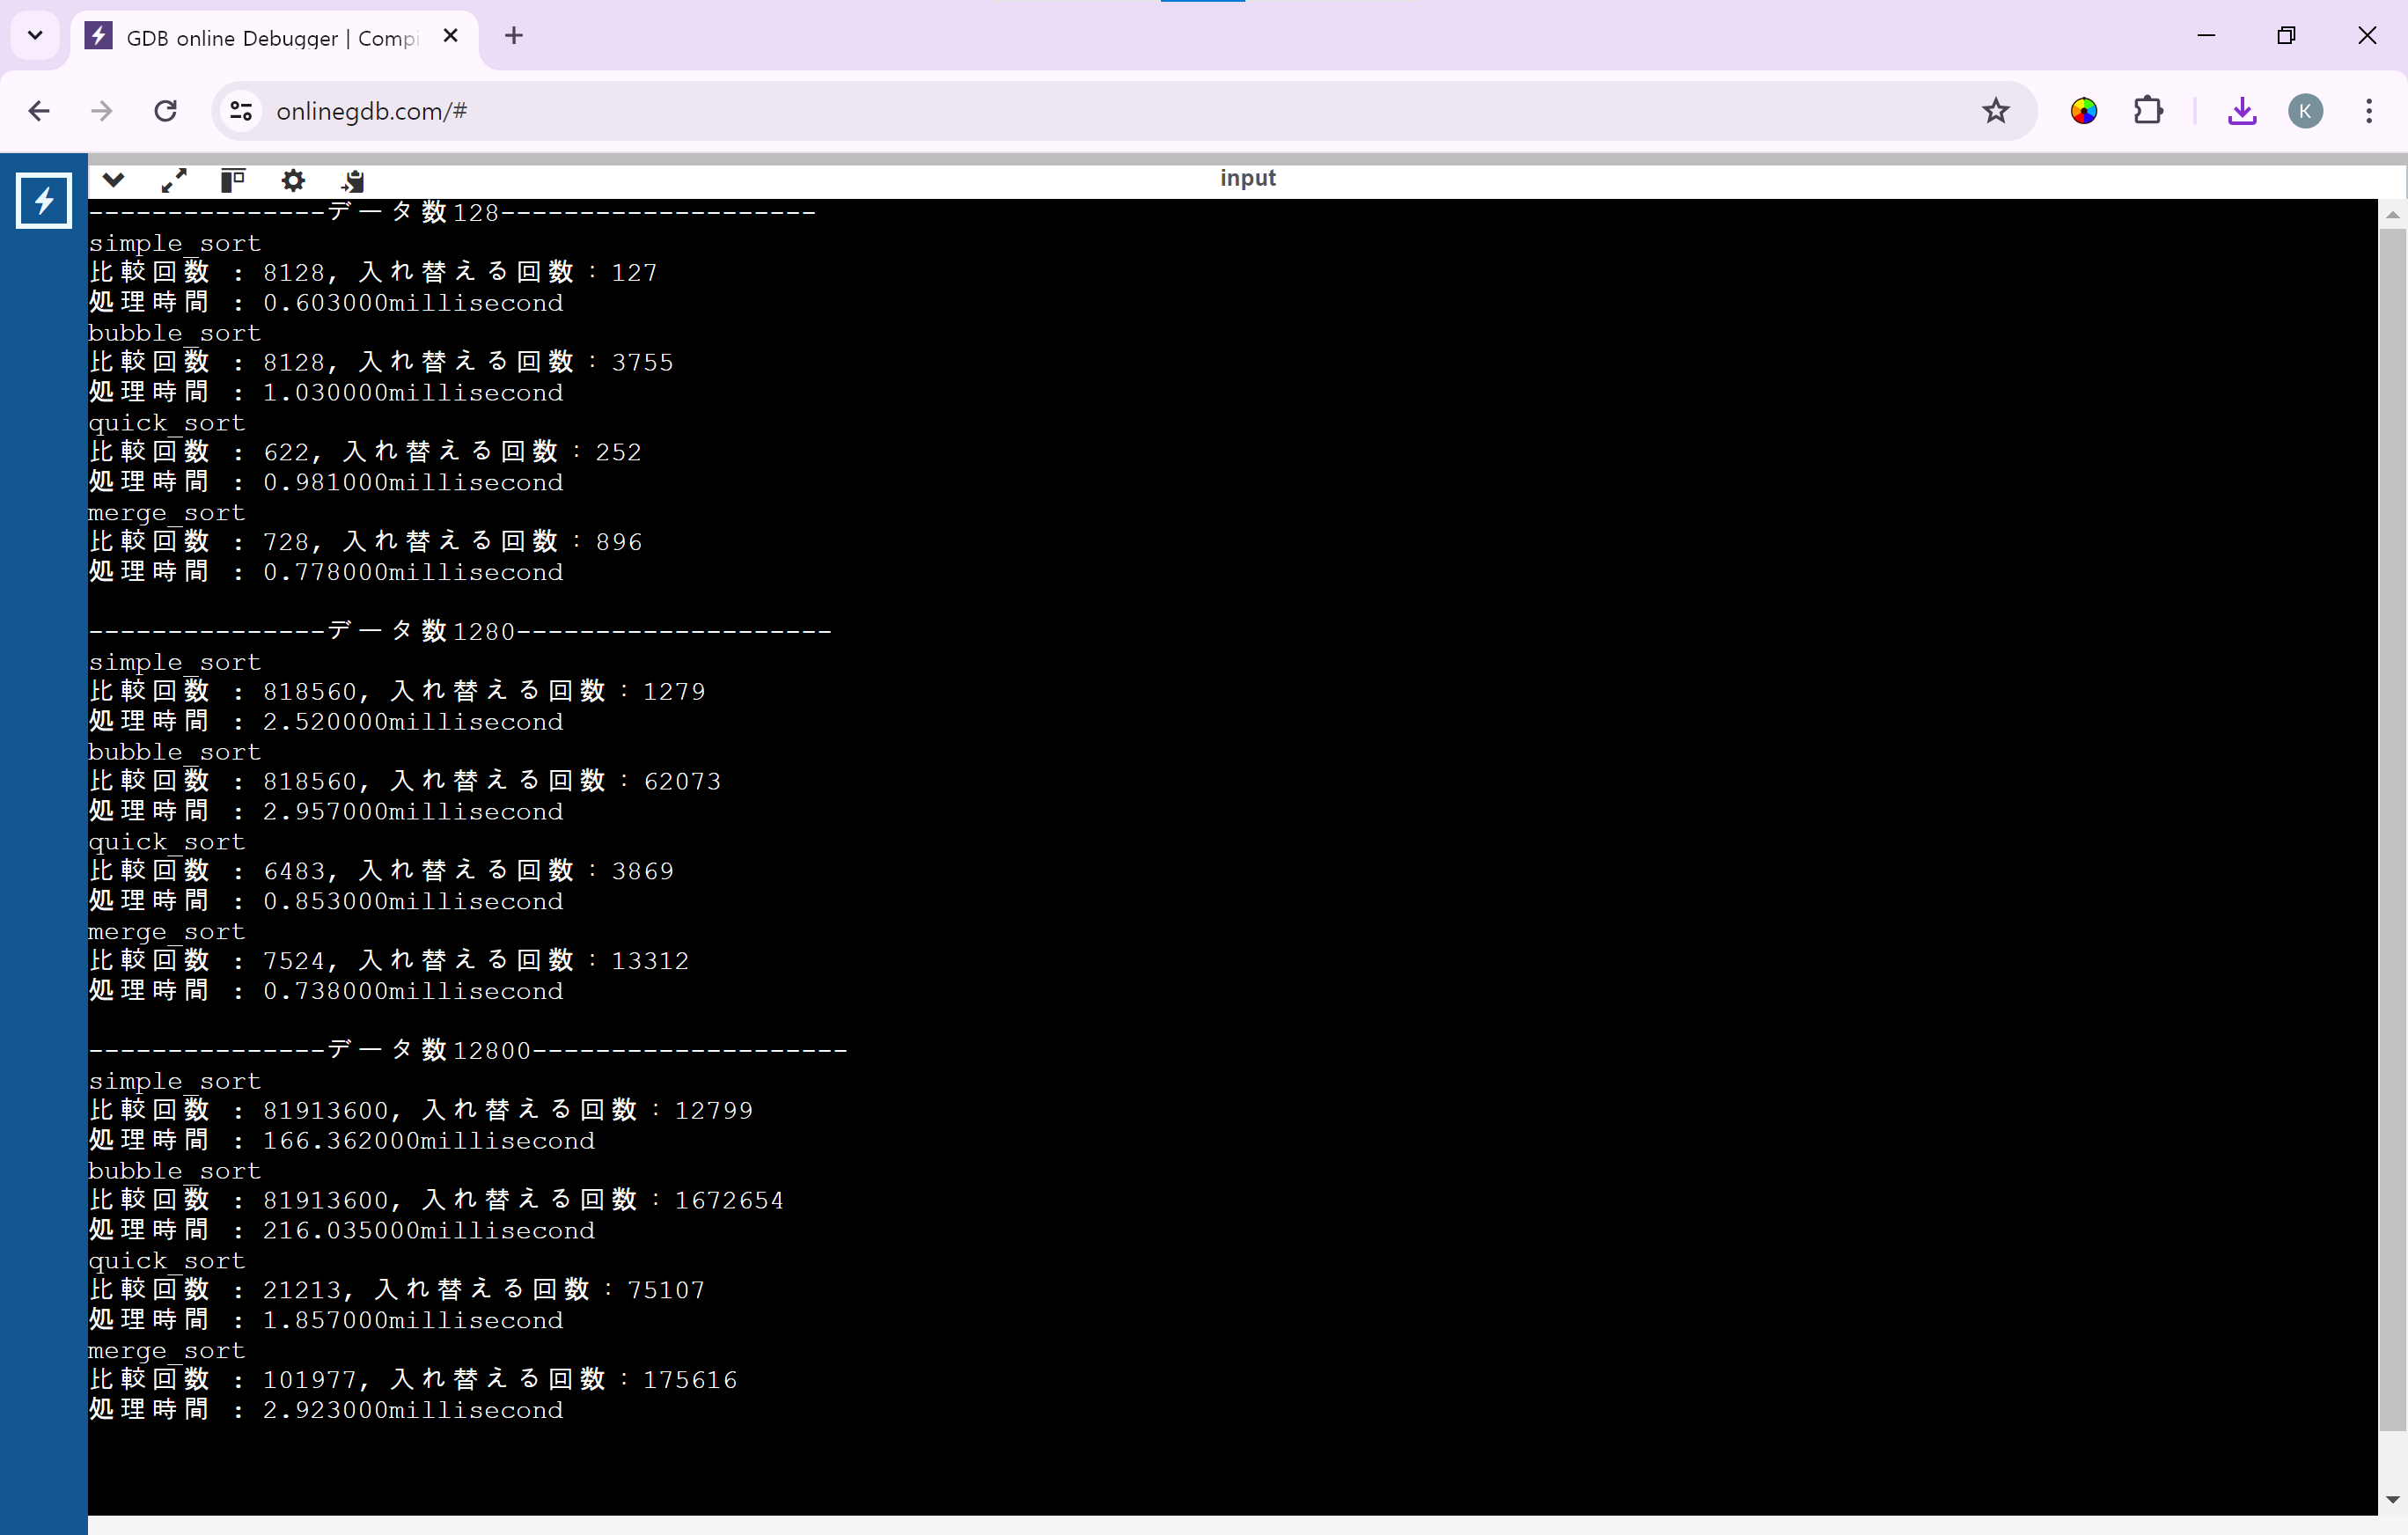 GDB online Debugger | Comp
onlinegdb.com/#
K
input
---------------データ数128--------------------
simple_sort
比較回数 : 8128, 入れ替える回数：127
処理時間 : 0.603000millisecond
bubble_sort
比較回数 : 8128, 入れ替える回数：3755
処理時間 : 1.030000millisecond
quick_sort
比較回数 : 622, 入れ替える回数：252
処理時間 : 0.981000millisecond
merge_sort
比較回数 : 728, 入れ替える回数：896
処理時間 : 0.778000millisecond
---------------データ数1280--------------------
simple_sort
比較回数 : 818560, 入れ替える回数：1279
処理時間 : 2.520000millisecond
bubble_sort
比較回数 : 818560, 入れ替える回数：62073
処理時間 : 2.957000millisecond
quick_sort
比較回数 : 6483, 入れ替える回数：3869
処理時間 : 0.853000millisecond
merge_sort
比較回数 : 7524, 入れ替える回数：13312
処理時間 : 0.738000millisecond
---------------データ数12800--------------------
simple_sort
比較回数 : 81913600, 入れ替える回数：12799
処理時間 : 166.362000millisecond
bubble_sort
比較回数 : 81913600, 入れ替える回数：1672654
処理時間 : 216.035000millisecond
quick_sort
比較回数 : 21213, 入れ替える回数：75107
処理時間 : 1.857000millisecond
merge_sort
比較回数 : 101977, 入れ替える回数：175616
処理時間 : 2.923000millisecond